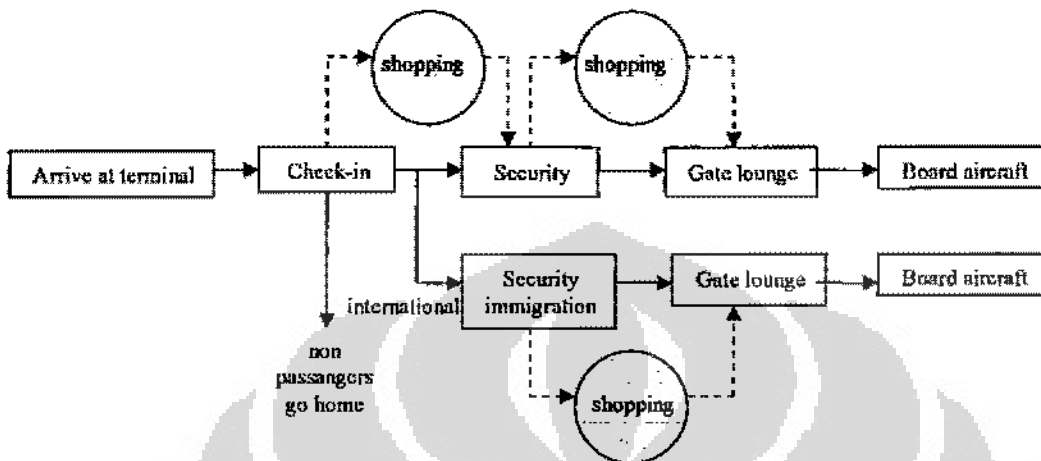 shopping
shopping
Arrive at terminal
Check-in
Security
Gate lounge
Board aircraft
international
Security
immigration
Gate lounge
Board aircraft
non
passangers
go home
shopping